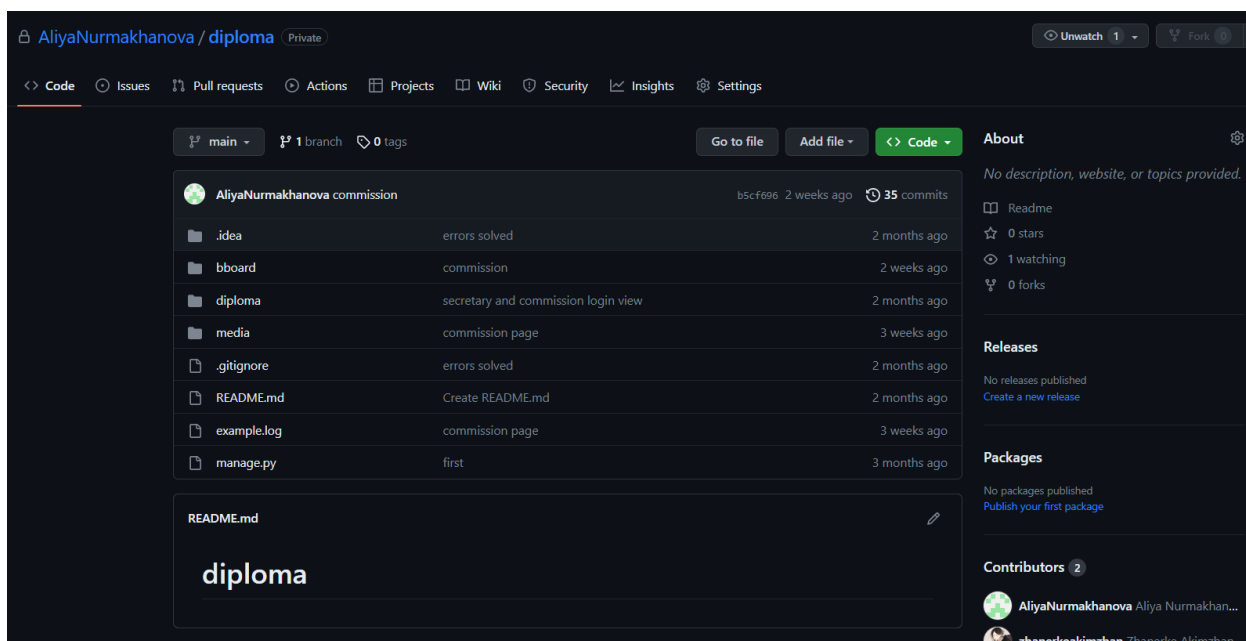 AliyaNurmakhanova / diploma Private
Unwatch 1 Fork 0
Code Issues Pull requests Actions Projects Wiki Security Insights Settings
main 1 branch 0 tags Go to file Add file Code
AliyaNurmakhanova commission b5cf696 2 weeks ago 35 commits
.idea errors solved 2 months ago
bboard commission 2 weeks ago
diploma secretary and commission login view 2 months ago
media commission page 3 weeks ago
.gitignore errors solved 2 months ago
README.md Create README.md 2 months ago
example.log commission page 3 weeks ago
manage.py first 3 months ago
README.md
diploma
About
No description, website, or topics provided.
Readme
0 stars
1 watching
0 forks
Releases
No releases published
Create a new release
Packages
No packages published
Publish your first package
Contributors 2
AliyaNurmakhanova Aliya Nurmakhan...